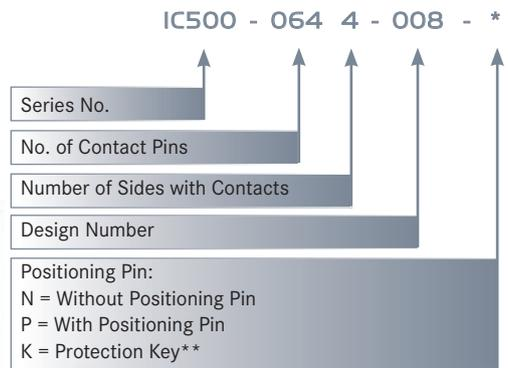 IC500 - 064 4 - 008 - *
Series No.
No. of Contact Pins
Number of Sides with Contacts
Design Number
Positioning Pin:
N = Without Positioning Pin
P = With Positioning Pin
K = Protection Key**